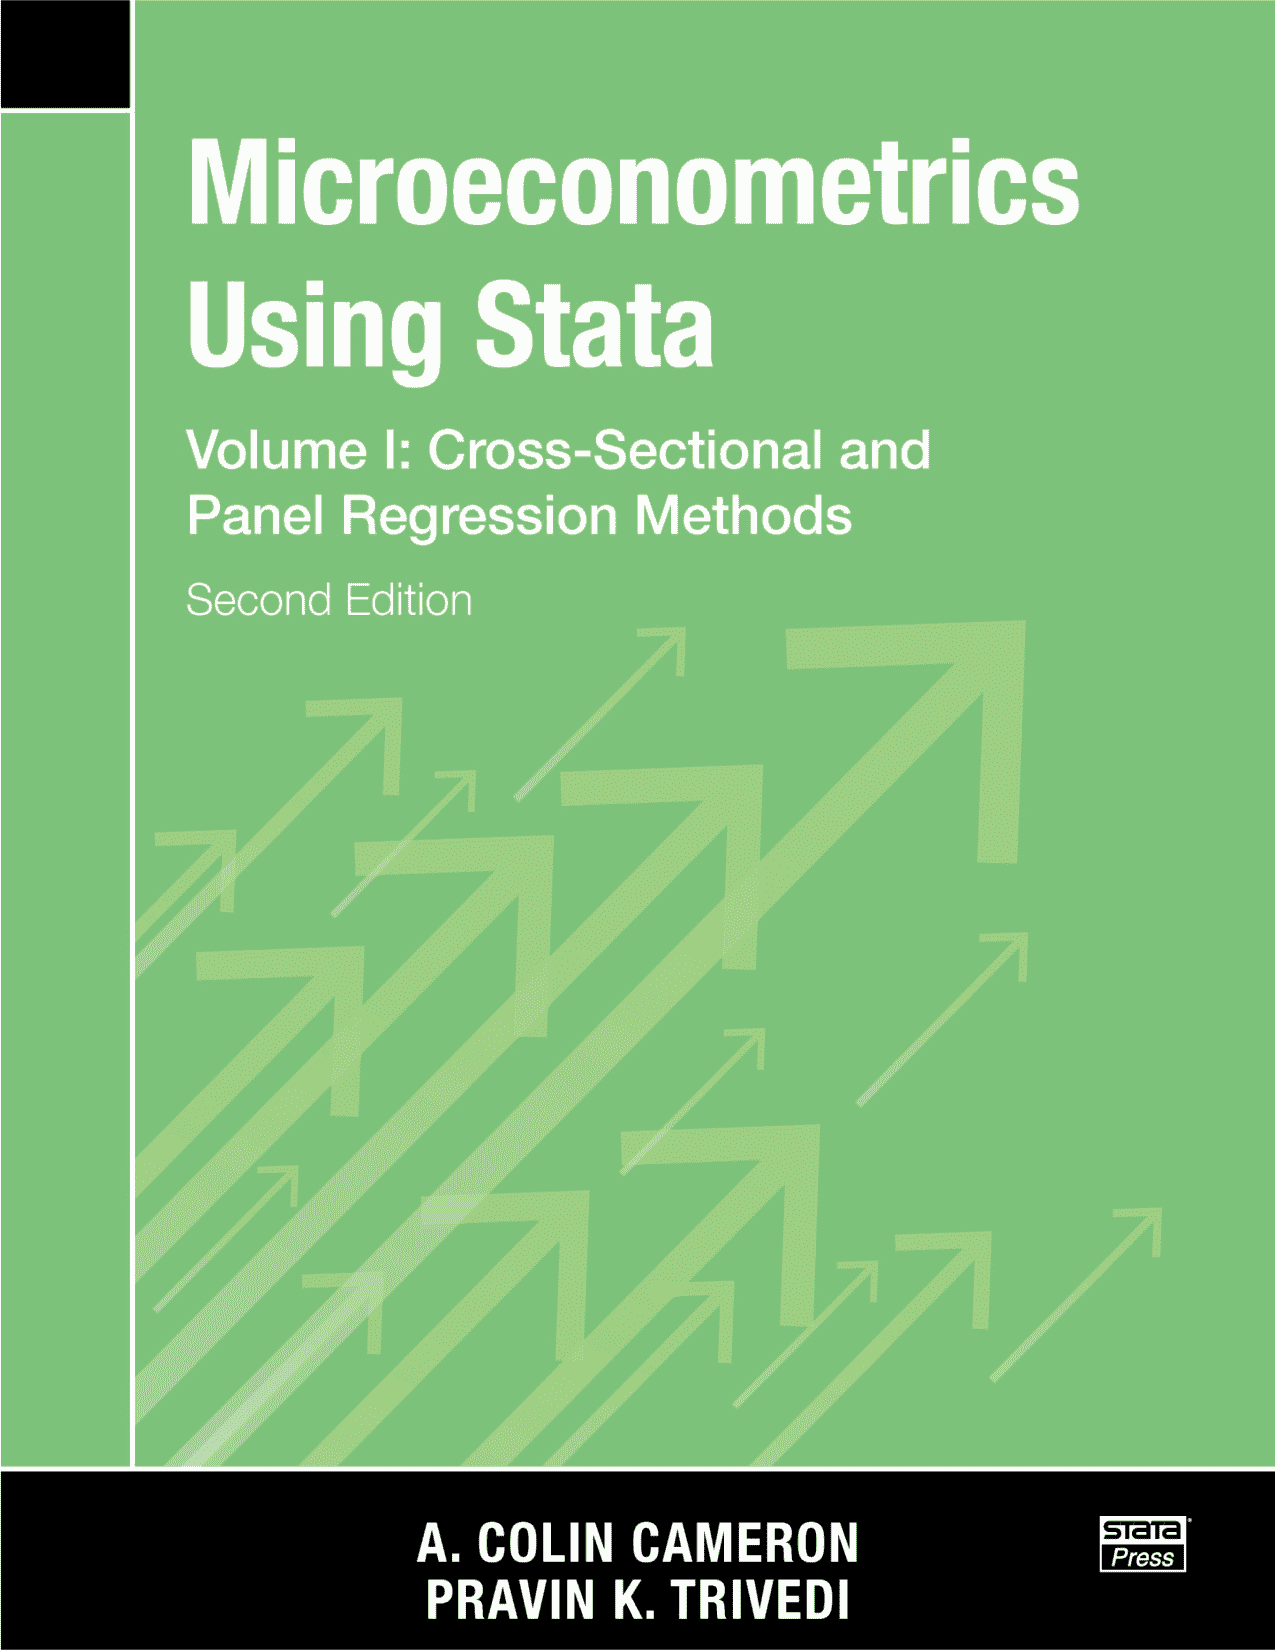 Microeconometrics
Using Stata
Volume I: Cross-Sectional and
Panel Regression Methods
Second Edition
A. COLIN CAMERON
PRAVIN K. TRIVEDI
STATA
Press